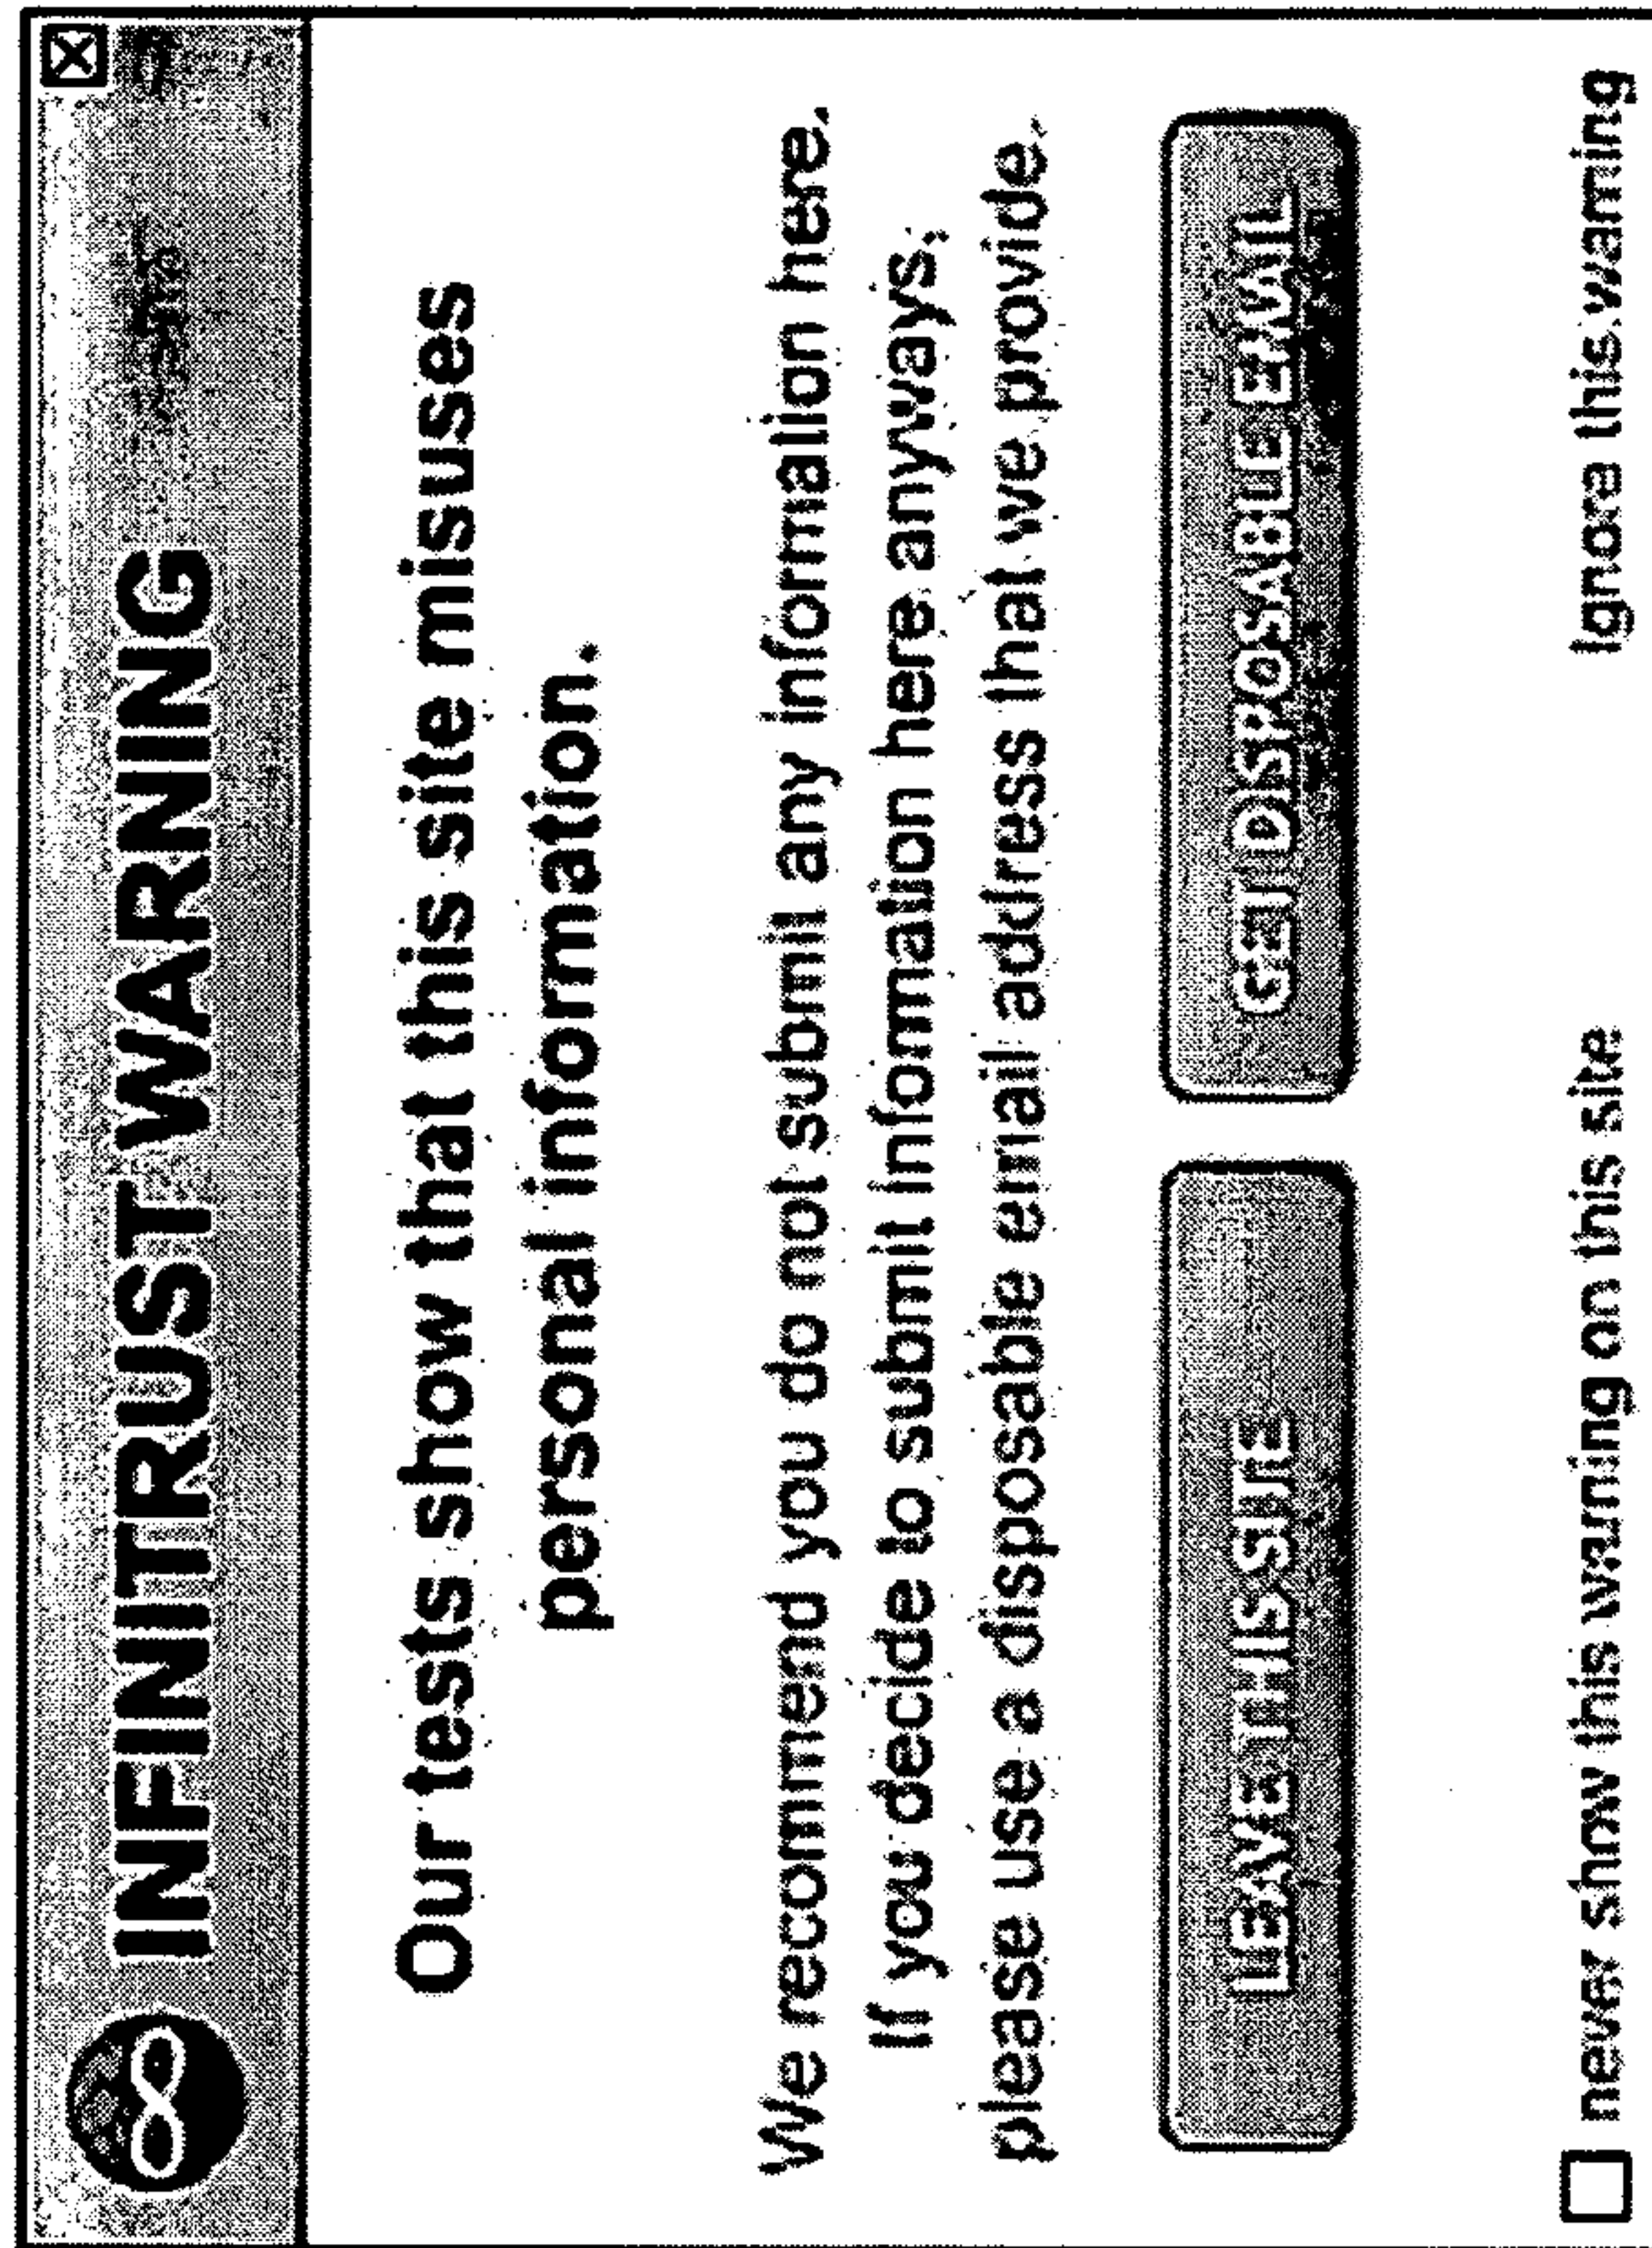 INFINITRUST WARNING
Our tests show that this site misuses
personal information.
We recommend you do not submit any information here.
If you decide to submit information here anyways,
please use a disposable email address that we provide.
LEAVE THIS SITE
GET DISPOSABLE EMAIL
never show this warning on this site
Ignore this warning